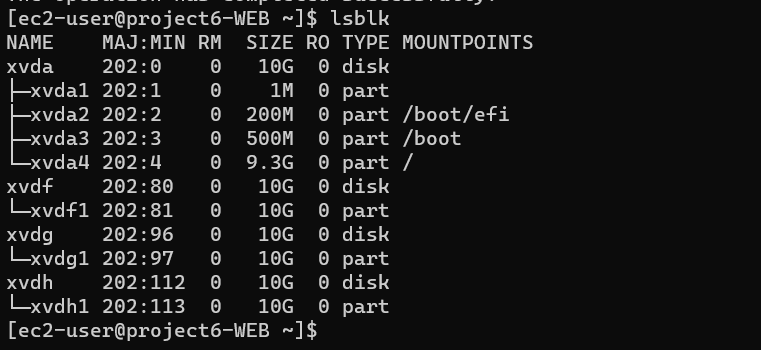 The operation has completed successfully.
[ec2-user@project6-WEB ~]$ lsblk
NAME    MAJ:MIN RM  SIZE RO TYPE MOUNTPOINTS
xvda    202:0    0   10G  0 disk
├─xvda1 202:1    0    1M  0 part
├─xvda2 202:2    0  200M  0 part /boot/efi
├─xvda3 202:3    0  500M  0 part /boot
└─xvda4 202:4    0  9.3G  0 part /
xvdf    202:80   0   10G  0 disk
└─xvdf1 202:81   0   10G  0 part
xvdg    202:96   0   10G  0 disk
└─xvdg1 202:97   0   10G  0 part
xvdh    202:112  0   10G  0 disk
└─xvdh1 202:113  0   10G  0 part
[ec2-user@project6-WEB ~]$